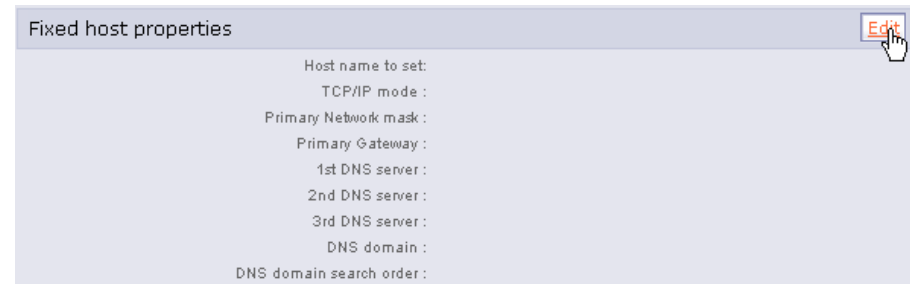 Fixed host properties Edit
Host name to set:
TCP/IP mode :
Primary Network mask :
Primary Gateway :
1st DNS server :
2nd DNS server :
3rd DNS server :
DNS domain :
DNS domain search order :